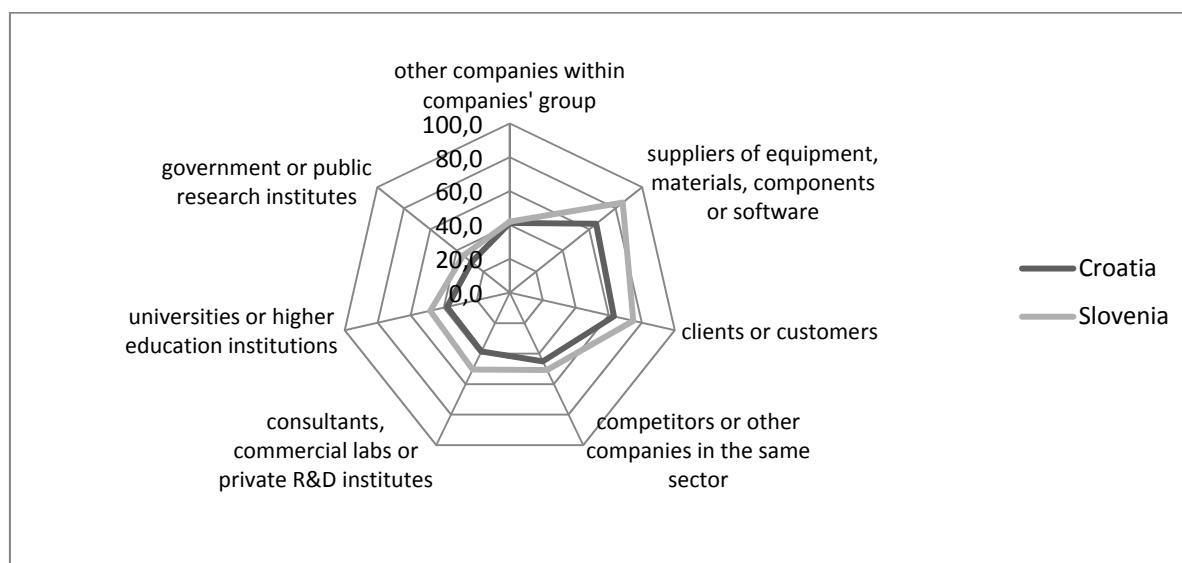 other companies within
companies' group
100,0
80,0
60,0
40,0
20,0
0,0
suppliers of equipment,
materials, components
or software
clients or customers
competitors or other
companies in the same
sector
consultants,
commercial labs or
private R&D institutes
universities or higher
education institutions
government or public
research institutes
Croatia
Slovenia